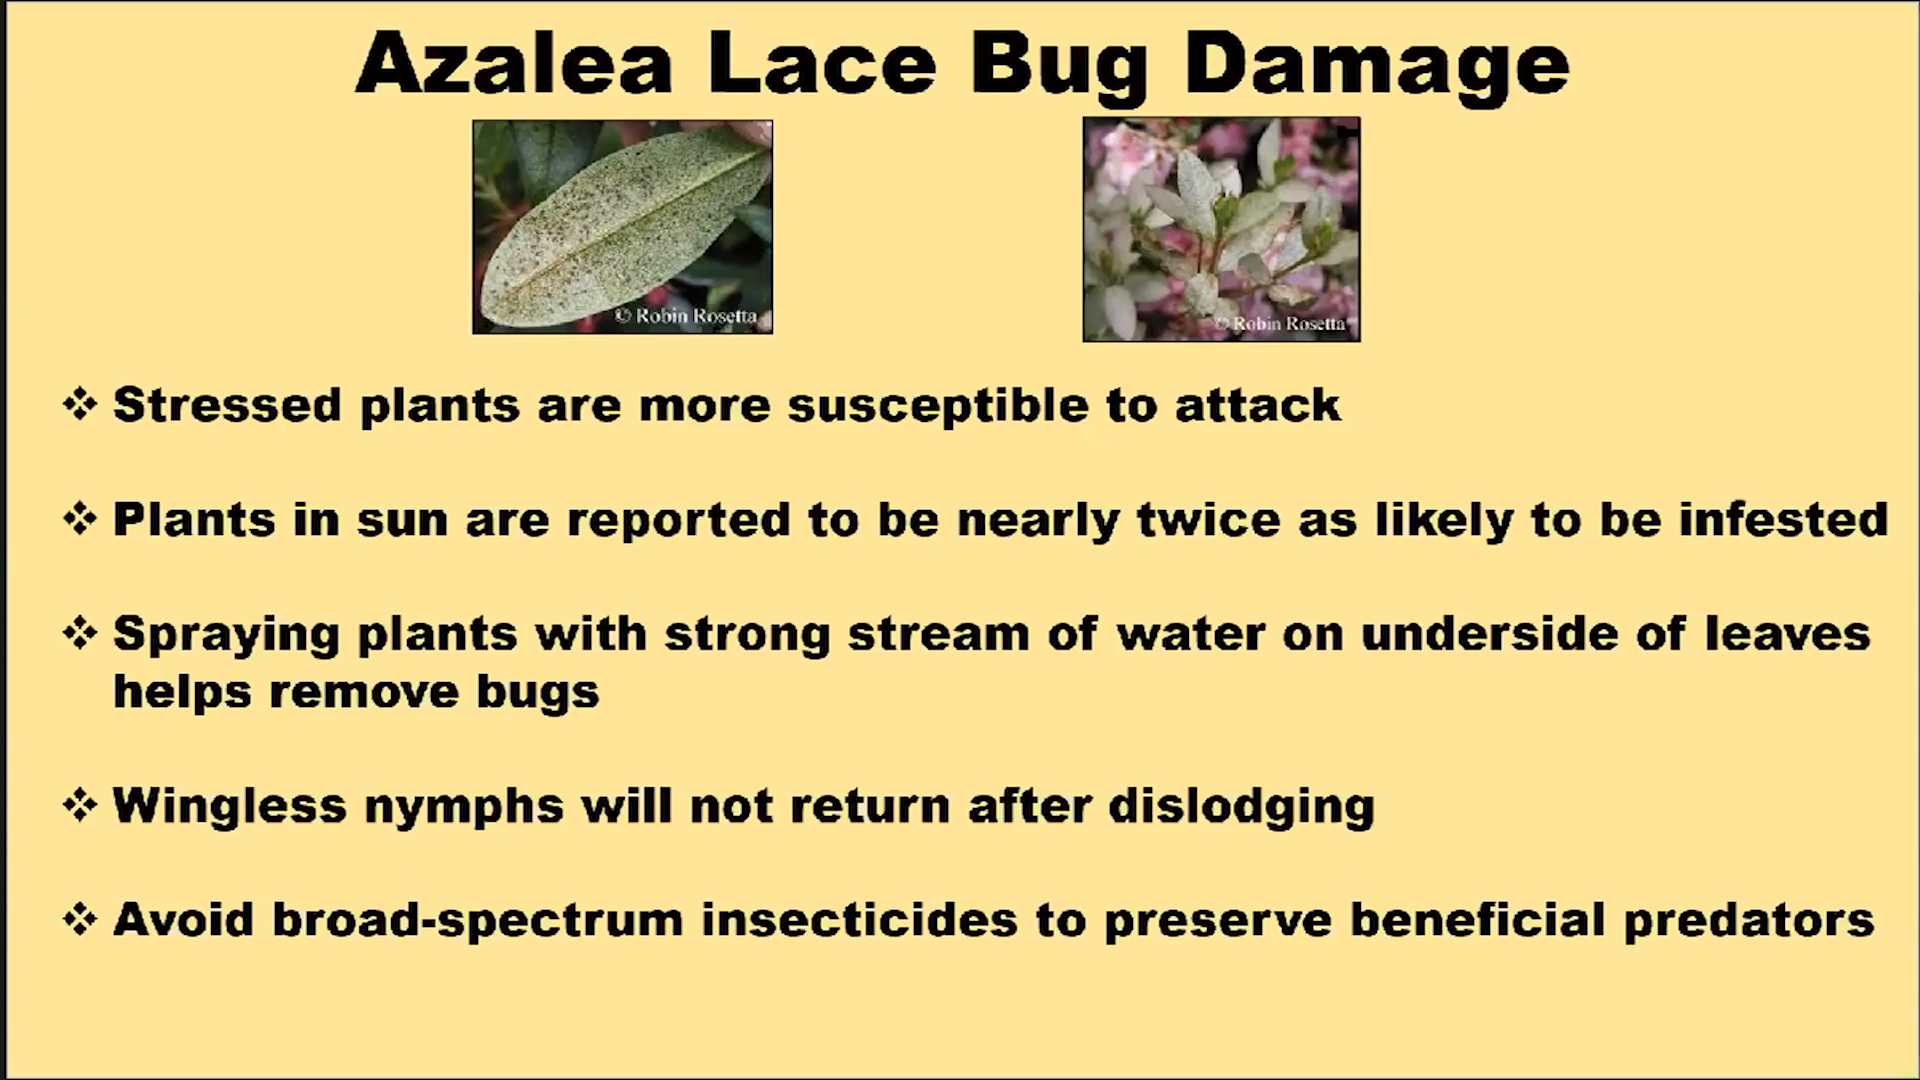 Azalea Lace Bug Damage
© Robin Rosetta
© Robin Rosetta
❖ Stressed plants are more susceptible to attack
❖ Plants in sun are reported to be nearly twice as likely to be infested
❖ Spraying plants with strong stream of water on underside of leaves
helps remove bugs
❖ Wingless nymphs will not return after dislodging
❖ Avoid broad-spectrum insecticides to preserve beneficial predators